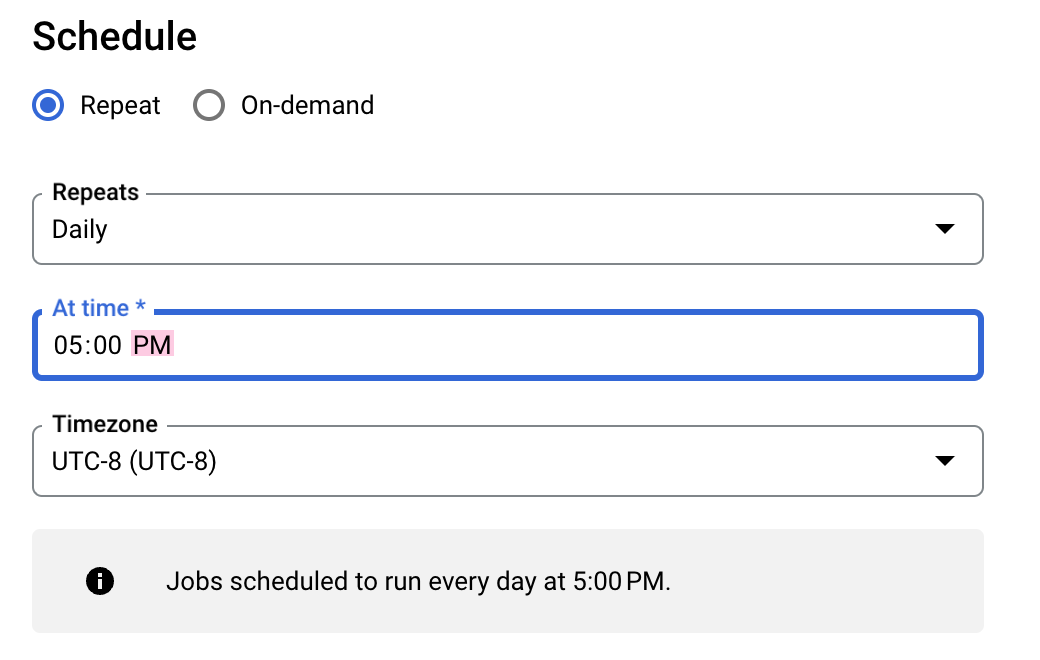 Schedule
Repeat On-demand
Repeats
Daily
At time *
05:00 PM
Timezone
UTC-8 (UTC-8)
Jobs scheduled to run every day at 5:00 PM.